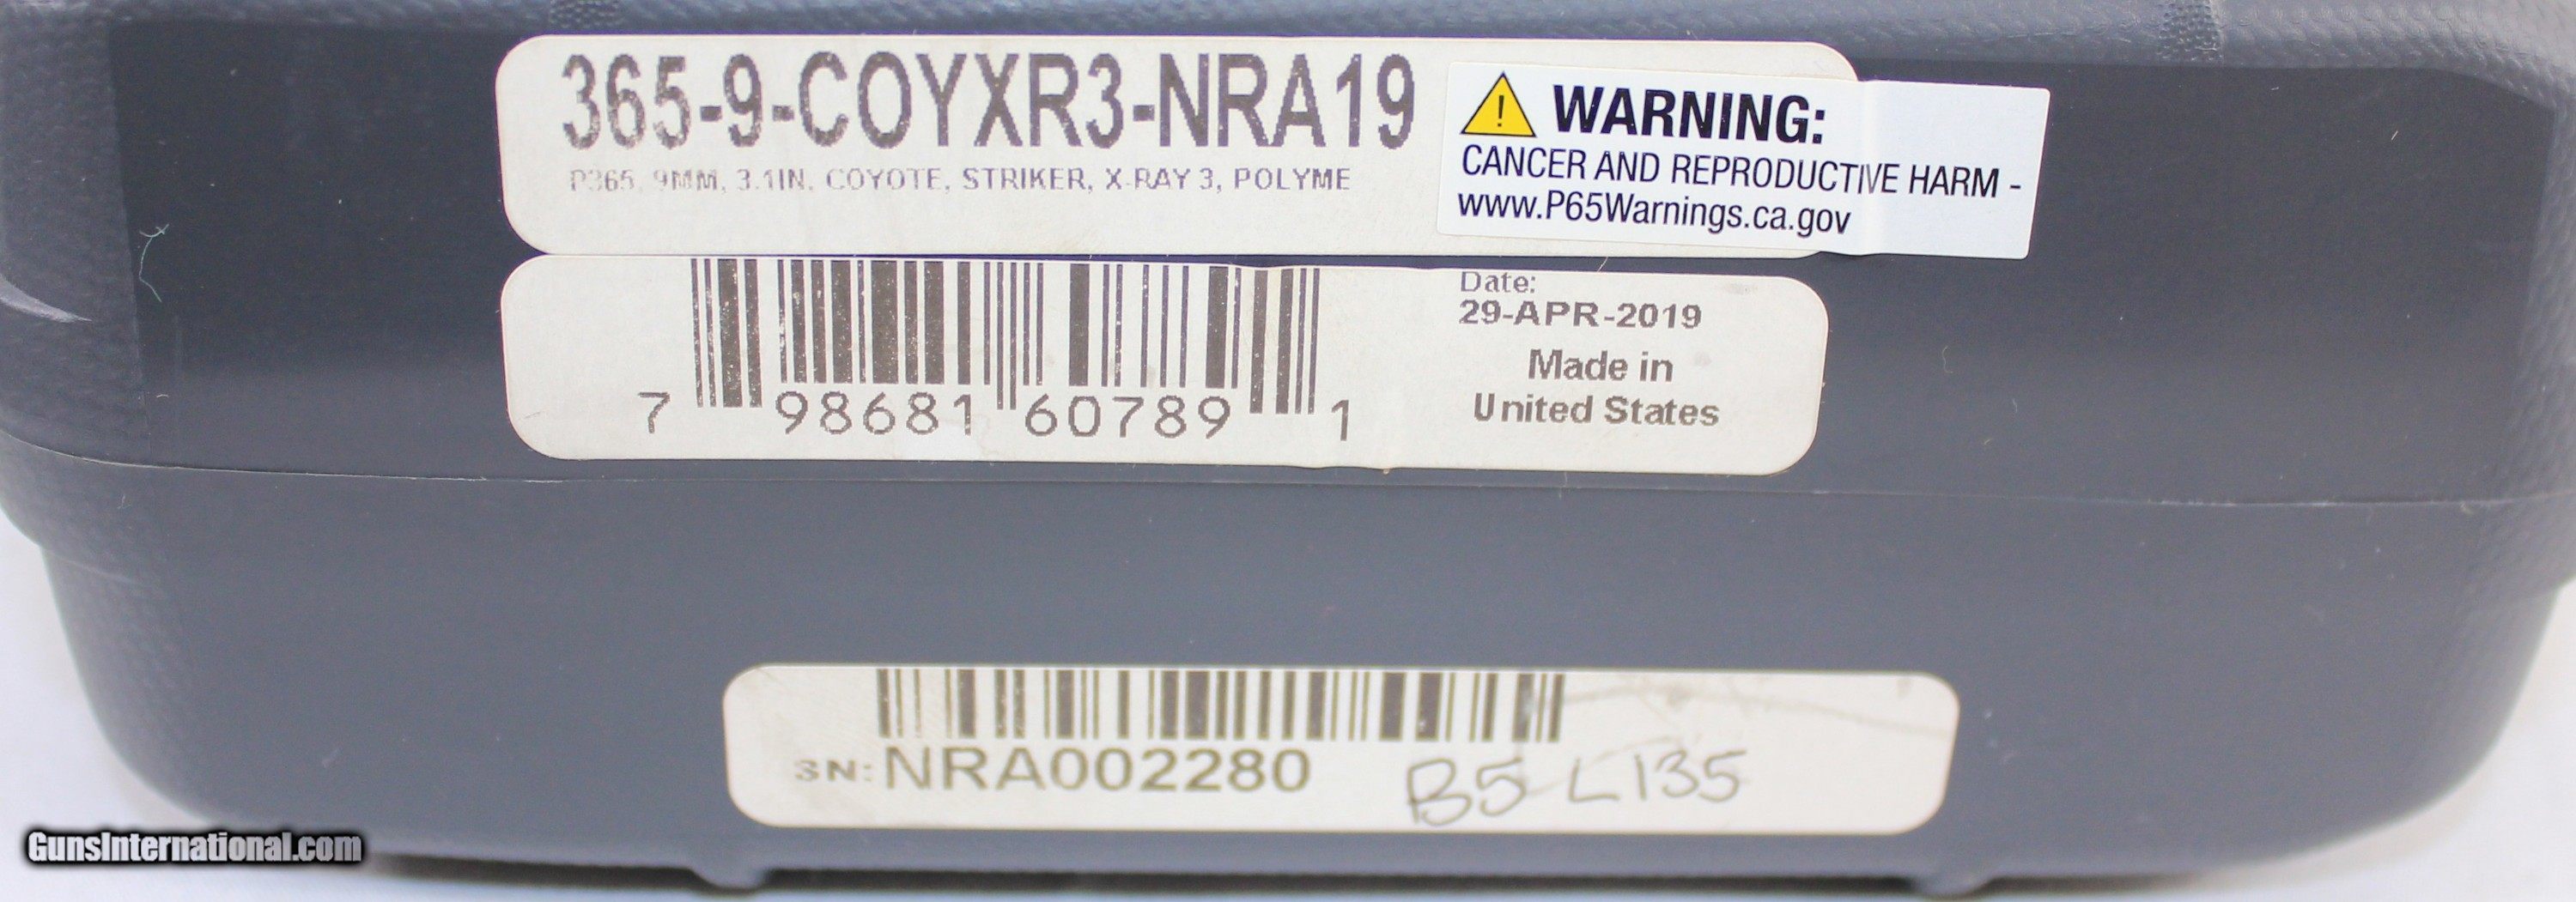 365-9-COYXR3-NRA19
P365, 9MM, 3.1IN, COYOTE, STRIKER, X-RAY 3, POLYME
WARNING:
CANCER AND REPRODUCTIVE HARM -
www.P65Warnings.ca.gov
7 98681 60789 1
Date:
29-APR-2019
Made in
United States
SN:NRA002280
B5 L135
GunsInternational.com